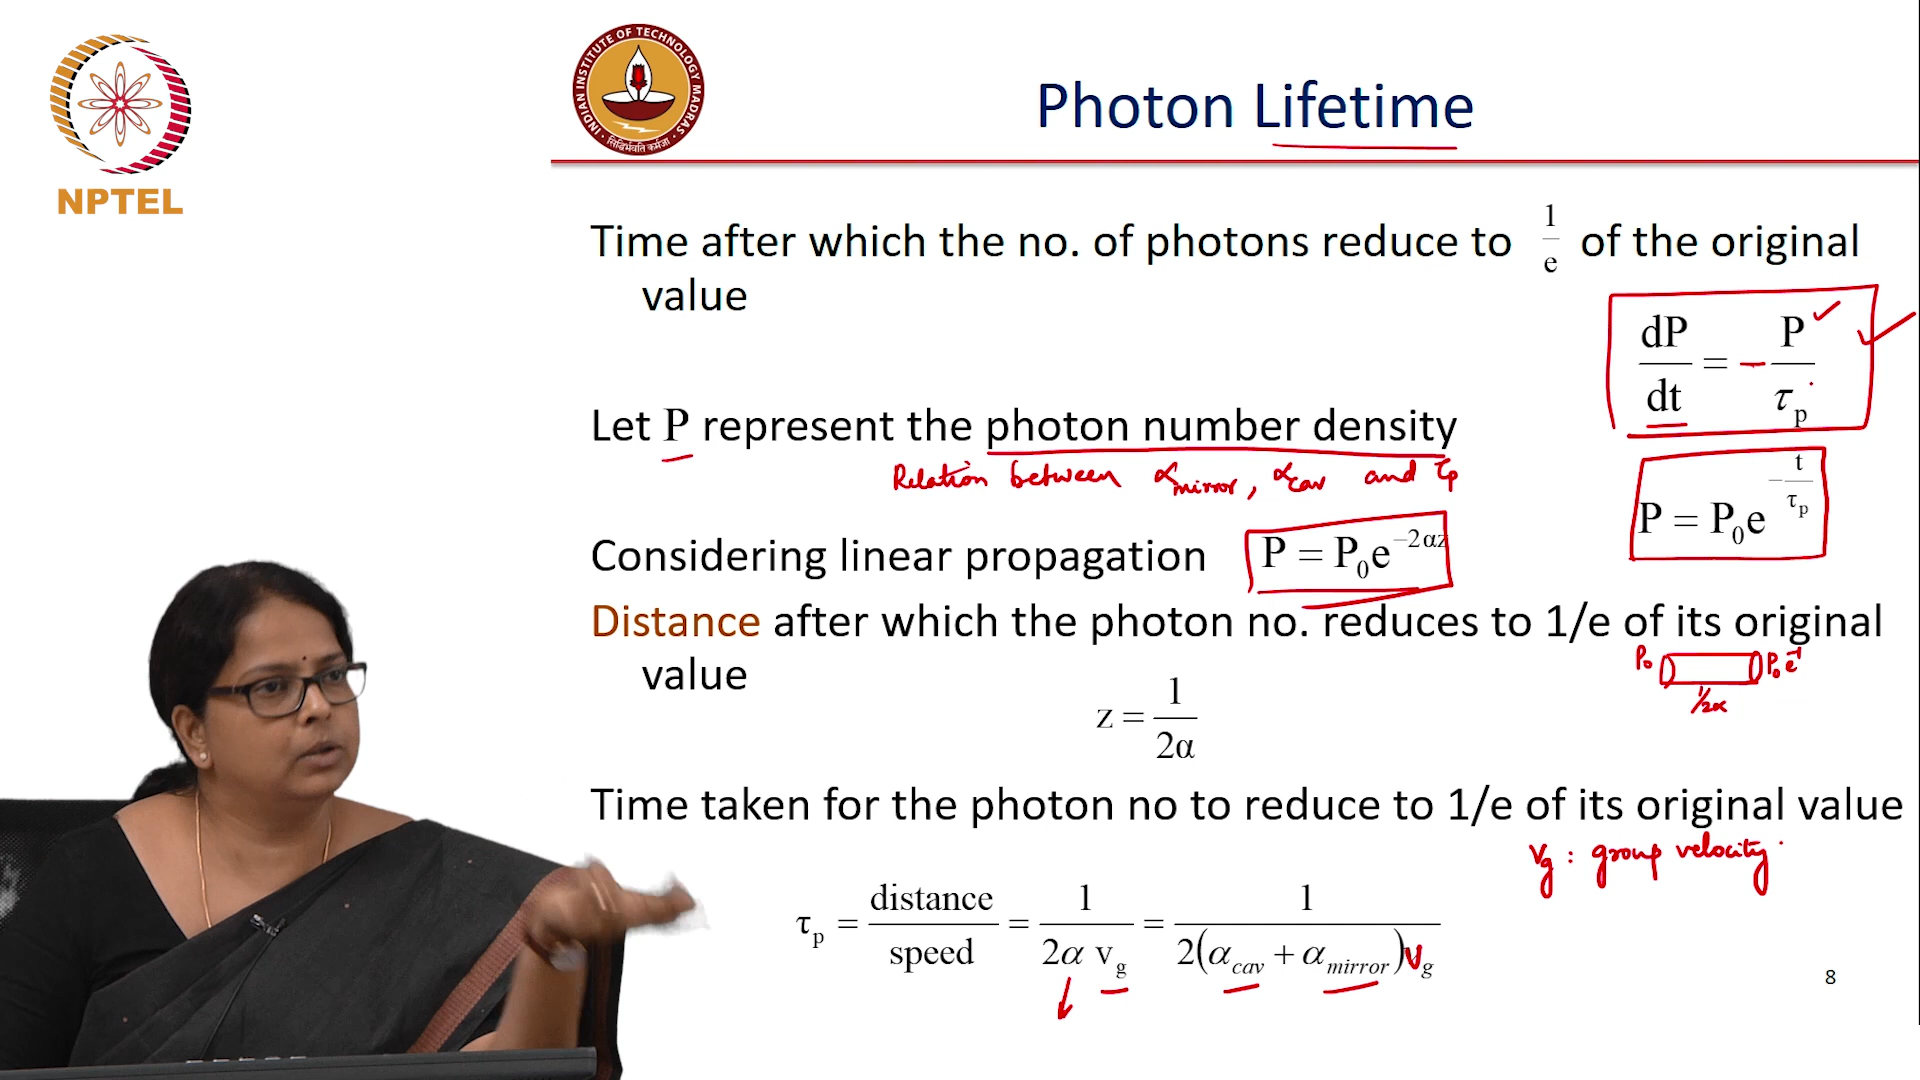 NPTEL
INDIAN INSTITUTE OF TECHNOLOGY MADRAS
सिद्धिर्भवति कर्मजा
Photon Lifetime
Time after which the no. of photons reduce to 1/e of the original
value
dP/dt = - P/τp
Let P represent the photon number density
Relation between αmirror, αcav and τp
P = P0e^(-t/τp)
Considering linear propagation P = P0e^(-2αz)
Distance after which the photon no. reduces to 1/e of its original
value
P0 P0e^-1
1/2α
z = 1/2α
Time taken for the photon no to reduce to 1/e of its original value
vg : group velocity
τp = distance/speed = 1/(2α vg) = 1/(2(αcav + αmirror)vg)
8